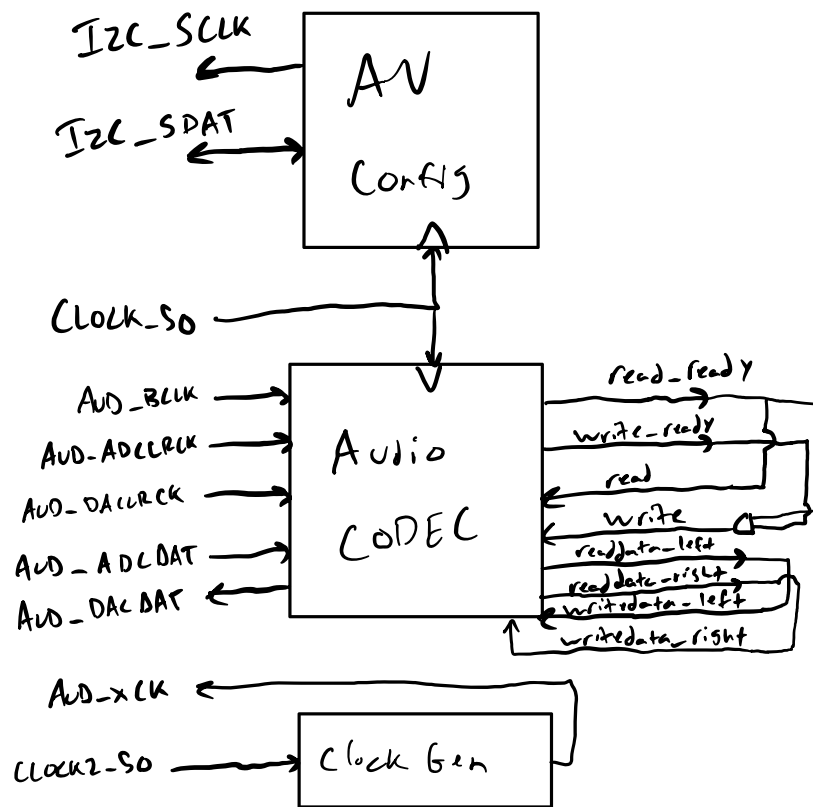 I2C_SCLK
AV
I2C_SDAT
Config
CLOCK_50
read_ready
AUD_BCLK
write_ready
AUD_ADCLRCK
Audio
read
AUD_DACLRCK
CODEC
write
AUD_ADCDAT
readdata_left
AUD_DACDAT
readdata_right
writedata_left
writedata_right
AUD_XCK
CLOCK2_50
Clock Gen